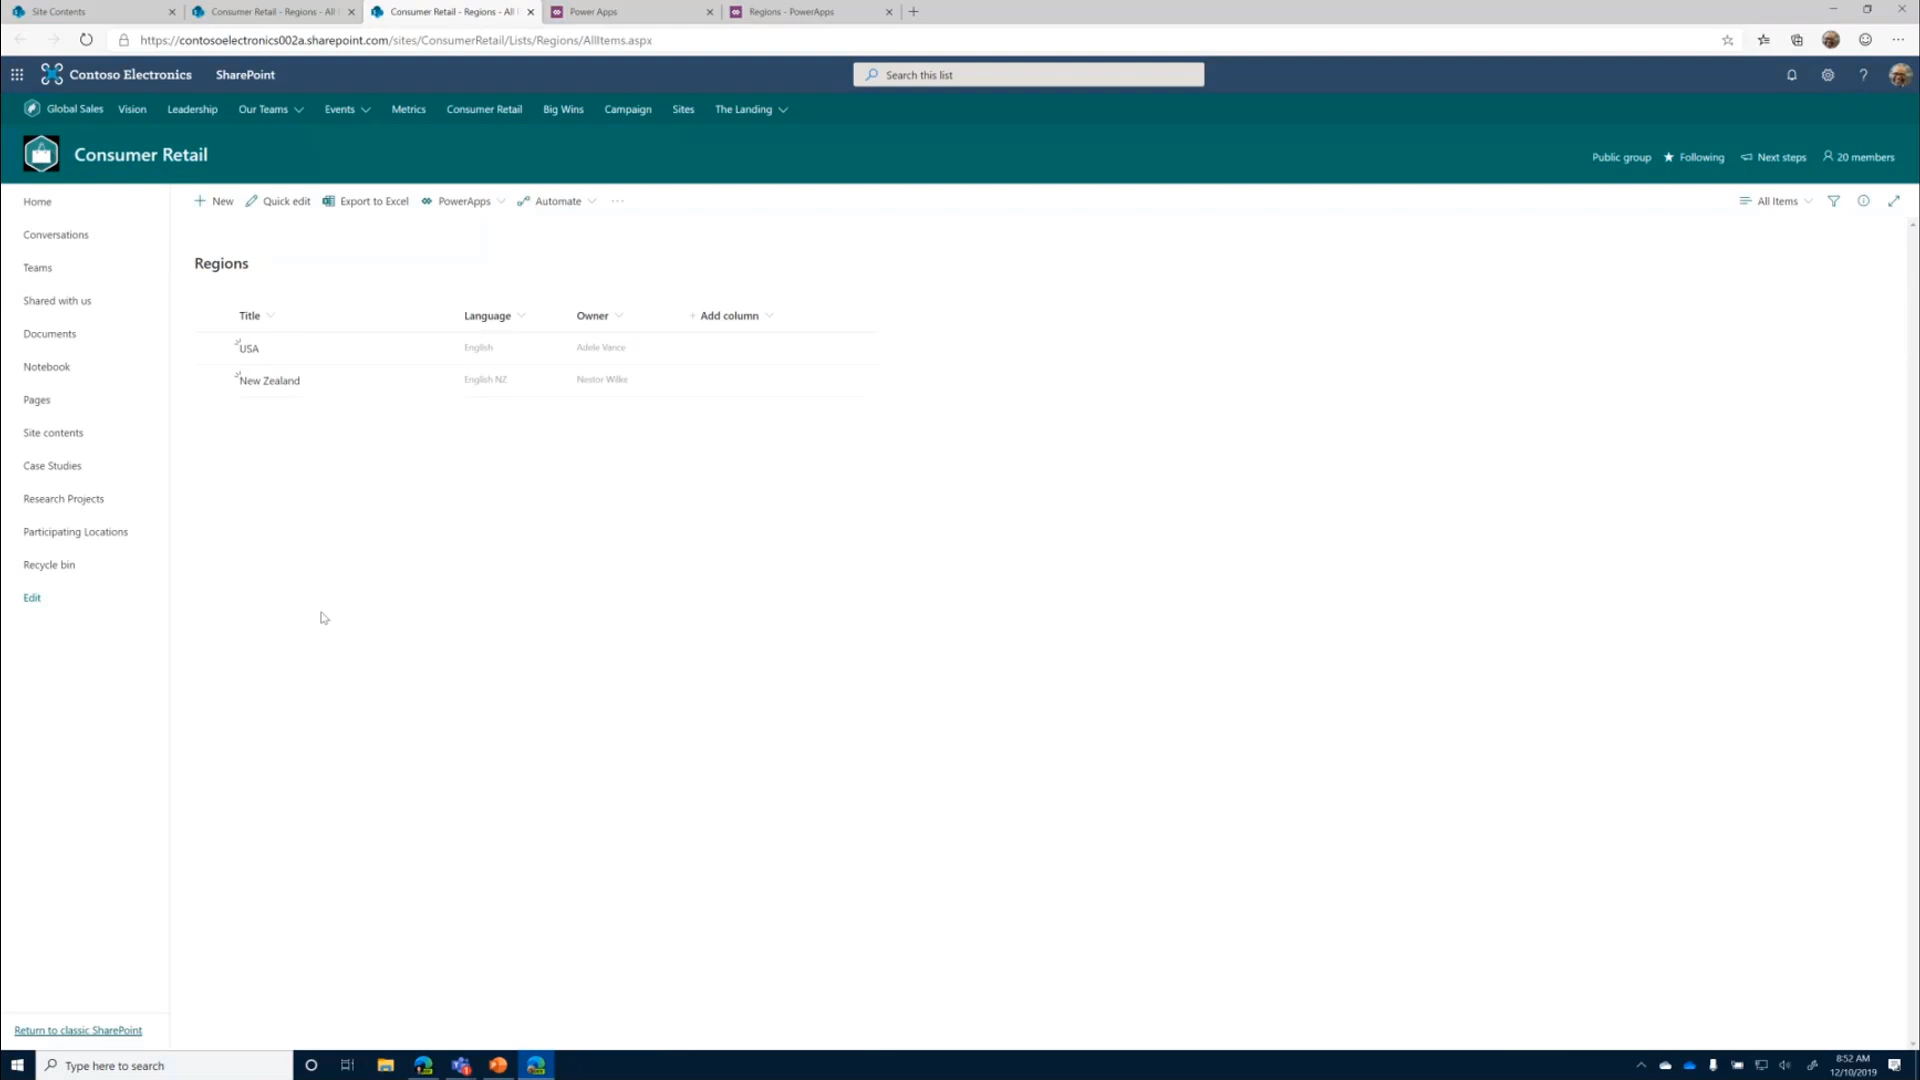 Site Contents
Consumer Retail - Regions - All
Consumer Retail - Regions - All
Power Apps
Regions - PowerApps
https://contosoelectronics002a.sharepoint.com/sites/ConsumerRetail/Lists/Regions/AllItems.aspx
Contoso Electronics
SharePoint
Search this list
Global Sales
Vision
Leadership
Our Teams
Events
Metrics
Consumer Retail
Big Wins
Campaign
Sites
The Landing
Consumer Retail
Public group
Following
Next steps
20 members
Home
Conversations
Teams
Shared with us
Documents
Notebook
Pages
Site contents
Case Studies
Research Projects
Participating Locations
Recycle bin
Edit
New
Quick edit
Export to Excel
PowerApps
Automate
All Items
Regions
Title
Language
Owner
Add column
USA
English
Adele Vance
New Zealand
English NZ
Nestor Wilke
Return to classic SharePoint
Type here to search
8:52 AM
12/10/2019